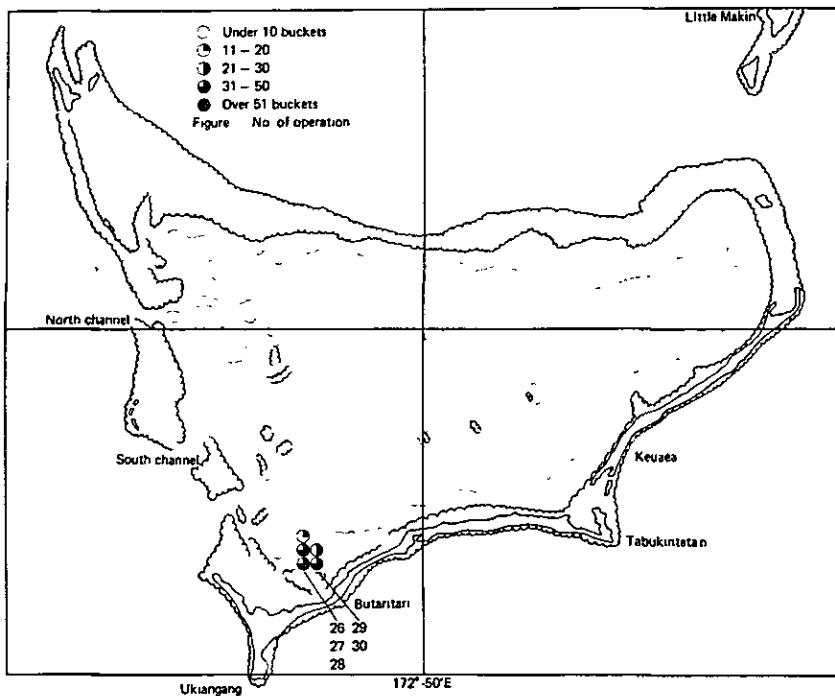 Little Makin
Under 10 buckets
11 – 20
21 – 30
31 – 50
Over 51 buckets
Figure No of operation
North channel
South channel
Keuaea
Tabukintetan
Butaritari
26 29
27 30
28
Ukiangang
172°-50'E